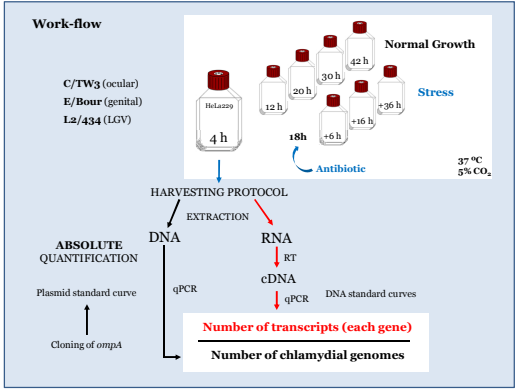 Work-flow
C/TW3 (ocular)
E/Bour (genital)
L2/434 (LGV)
Normal Growth
42 h
30 h
20 h
12 h
HeLa229
4 h
Stress
+36 h
+16 h
+6 h
18h
Antibiotic
37 ºC
5% CO2
HARVESTING PROTOCOL
EXTRACTION
DNA
RNA
RT
cDNA
qPCR
qPCR
DNA standard curves
ABSOLUTE
QUANTIFICATION
Plasmid standard curve
Cloning of ompA
Number of transcripts (each gene)
Number of chlamydial genomes